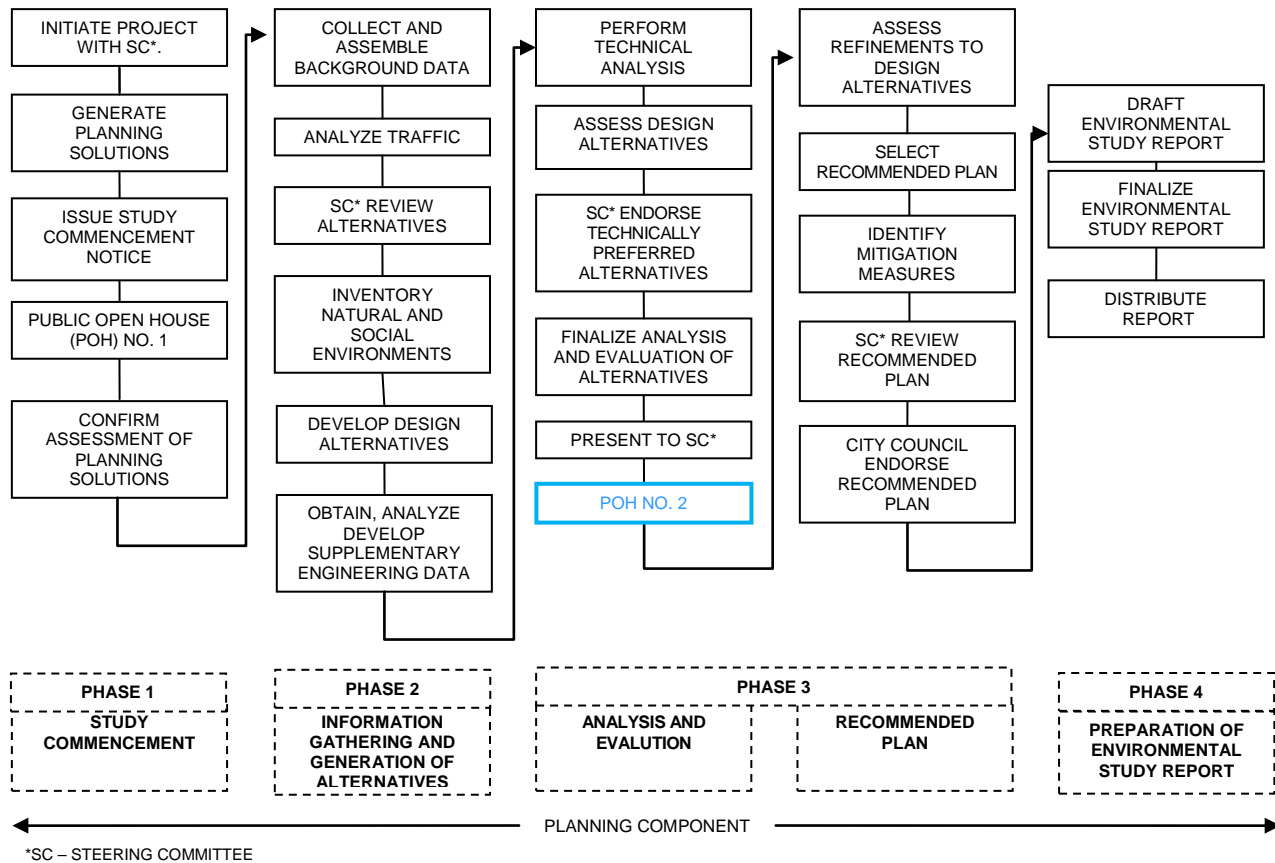 INITIATE PROJECT
WITH SC*.
GENERATE
PLANNING
SOLUTIONS
ISSUE STUDY
COMMENCEMENT
NOTICE
PUBLIC OPEN HOUSE
(POH) NO. 1
CONFIRM
ASSESSMENT OF
PLANNING
SOLUTIONS
COLLECT AND
ASSEMBLE
BACKGROUND DATA
ANALYZE TRAFFIC
SC* REVIEW
ALTERNATIVES
INVENTORY
NATURAL AND
SOCIAL
ENVIRONMENTS
DEVELOP DESIGN
ALTERNATIVES
OBTAIN, ANALYZE
DEVELOP
SUPPLEMENTARY
ENGINEERING DATA
PERFORM
TECHNICAL
ANALYSIS
ASSESS DESIGN
ALTERNATIVES
SC* ENDORSE
TECHNICALLY
PREFERRED
ALTERNATIVES
FINALIZE ANALYSIS
AND EVALUATION OF
ALTERNATIVES
PRESENT TO SC*
POH NO. 2
ASSESS
REFINEMENTS TO
DESIGN
ALTERNATIVES
SELECT
RECOMMENDED PLAN
IDENTIFY
MITIGATION
MEASURES
SC* REVIEW
RECOMMENDED
PLAN
CITY COUNCIL
ENDORSE
RECOMMENDED
PLAN
DRAFT
ENVIRONMENTAL
STUDY REPORT
FINALIZE
ENVIRONMENTAL
STUDY REPORT
DISTRIBUTE
REPORT
PHASE 1
STUDY
COMMENCEMENT
PHASE 2
INFORMATION
GATHERING AND
GENERATION OF
ALTERNATIVES
PHASE 3
ANALYSIS AND
EVALUTION
RECOMMENDED
PLAN
PHASE 4
PREPARATION OF
ENVIRONMENTAL
STUDY REPORT
PLANNING COMPONENT
*SC – STEERING COMMITTEE